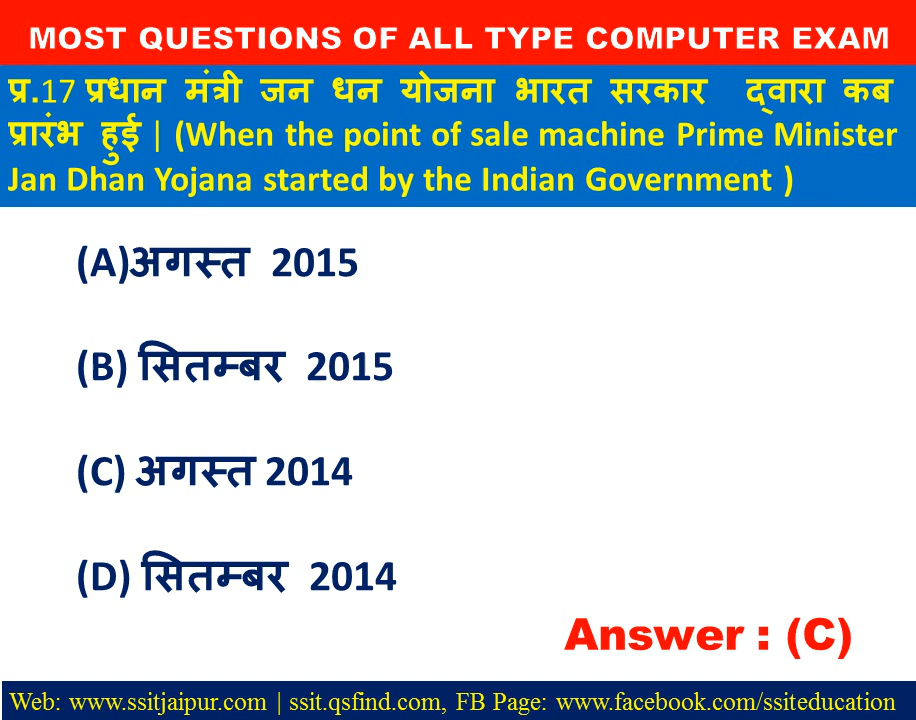 MOST QUESTIONS OF ALL TYPE COMPUTER EXAM
प्र.17 प्रधान मंत्री जन धन योजना भारत सरकार द्वारा कब
प्रारंभ हुई | (When the point of sale machine Prime Minister
Jan Dhan Yojana started by the Indian Government )
(A)अगस्त 2015
(B) सितम्बर 2015
(C) अगस्त 2014
(D) सितम्बर 2014
Answer : (C)
Web: www.ssitjaipur.com | ssit.qsfind.com, FB Page: www.facebook.com/ssiteducation